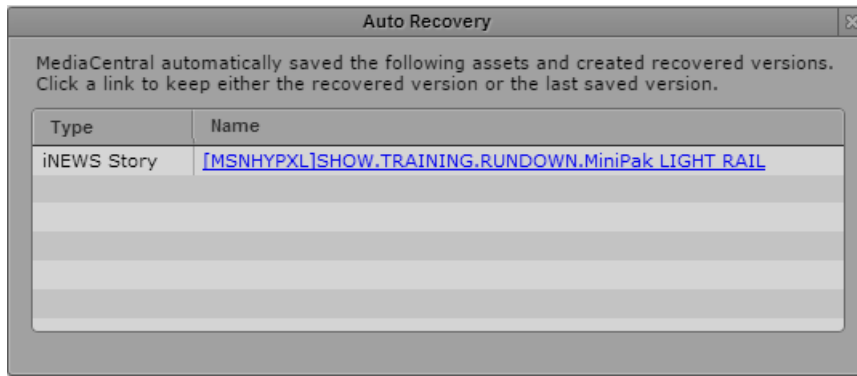 Auto Recovery
MediaCentral automatically saved the following assets and created recovered versions.
Click a link to keep either the recovered version or the last saved version.
Type Name
iNEWS Story [MSNHYPXL]SHOW.TRAINING.RUNDOWN.MiniPak LIGHT RAIL